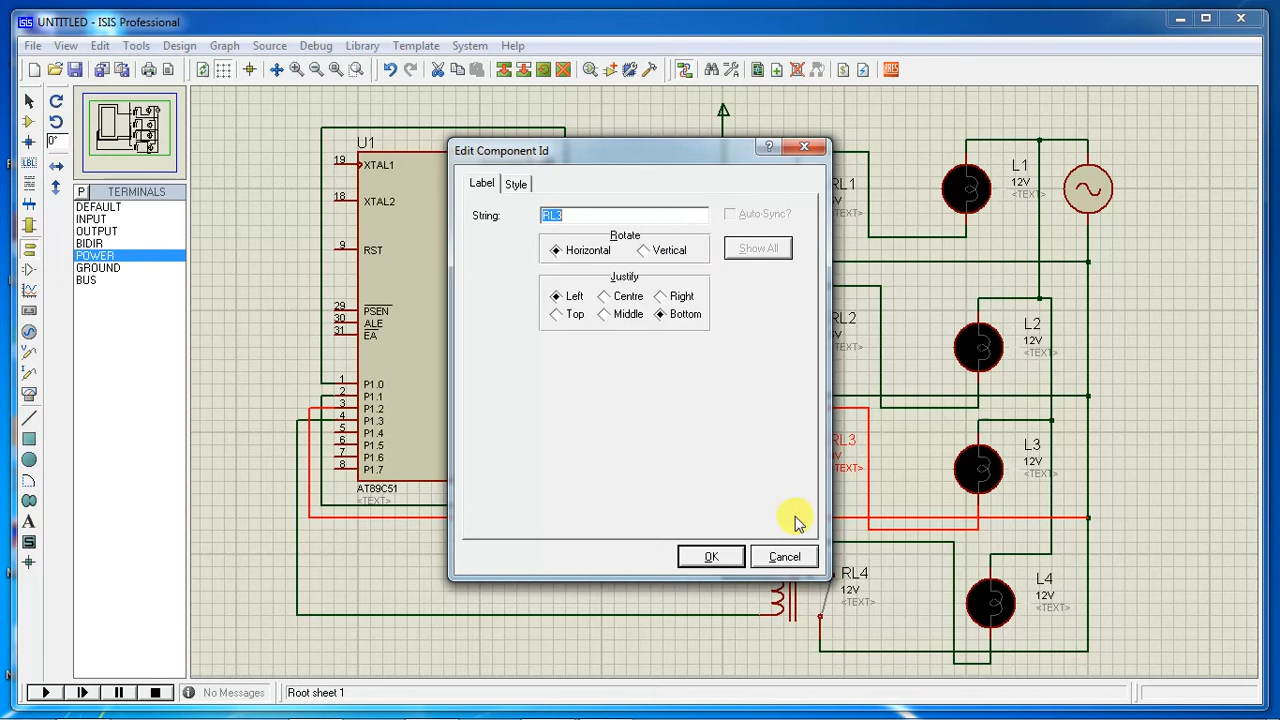 UNTITLED - ISIS Professional
File View Edit Tools Design Graph Source Debug Library Template System Help
0°
LBL
P TERMINALS
DEFAULT
INPUT
OUTPUT
BIDIR
POWER
GROUND
BUS
U1
19 XTAL1
18 XTAL2
9 RST
29 PSEN
30 ALE
31 EA
1 P1.0
2 P1.1
3 P1.2
4 P1.3
5 P1.4
6 P1.5
7 P1.6
8 P1.7
AT89C51
<TEXT>
Edit Component Id
Label Style
String: RL3
Auto-Sync?
Rotate
Horizontal Vertical
Show All
Justify
Left Centre Right
Top Middle Bottom
OK Cancel
RL1
<TEXT>
L1
12V
<TEXT>
RL2
<TEXT>
L2
12V
<TEXT>
RL3
<TEXT>
L3
12V
<TEXT>
RL4
12V
<TEXT>
L4
12V
<TEXT>
No Messages
Root sheet 1